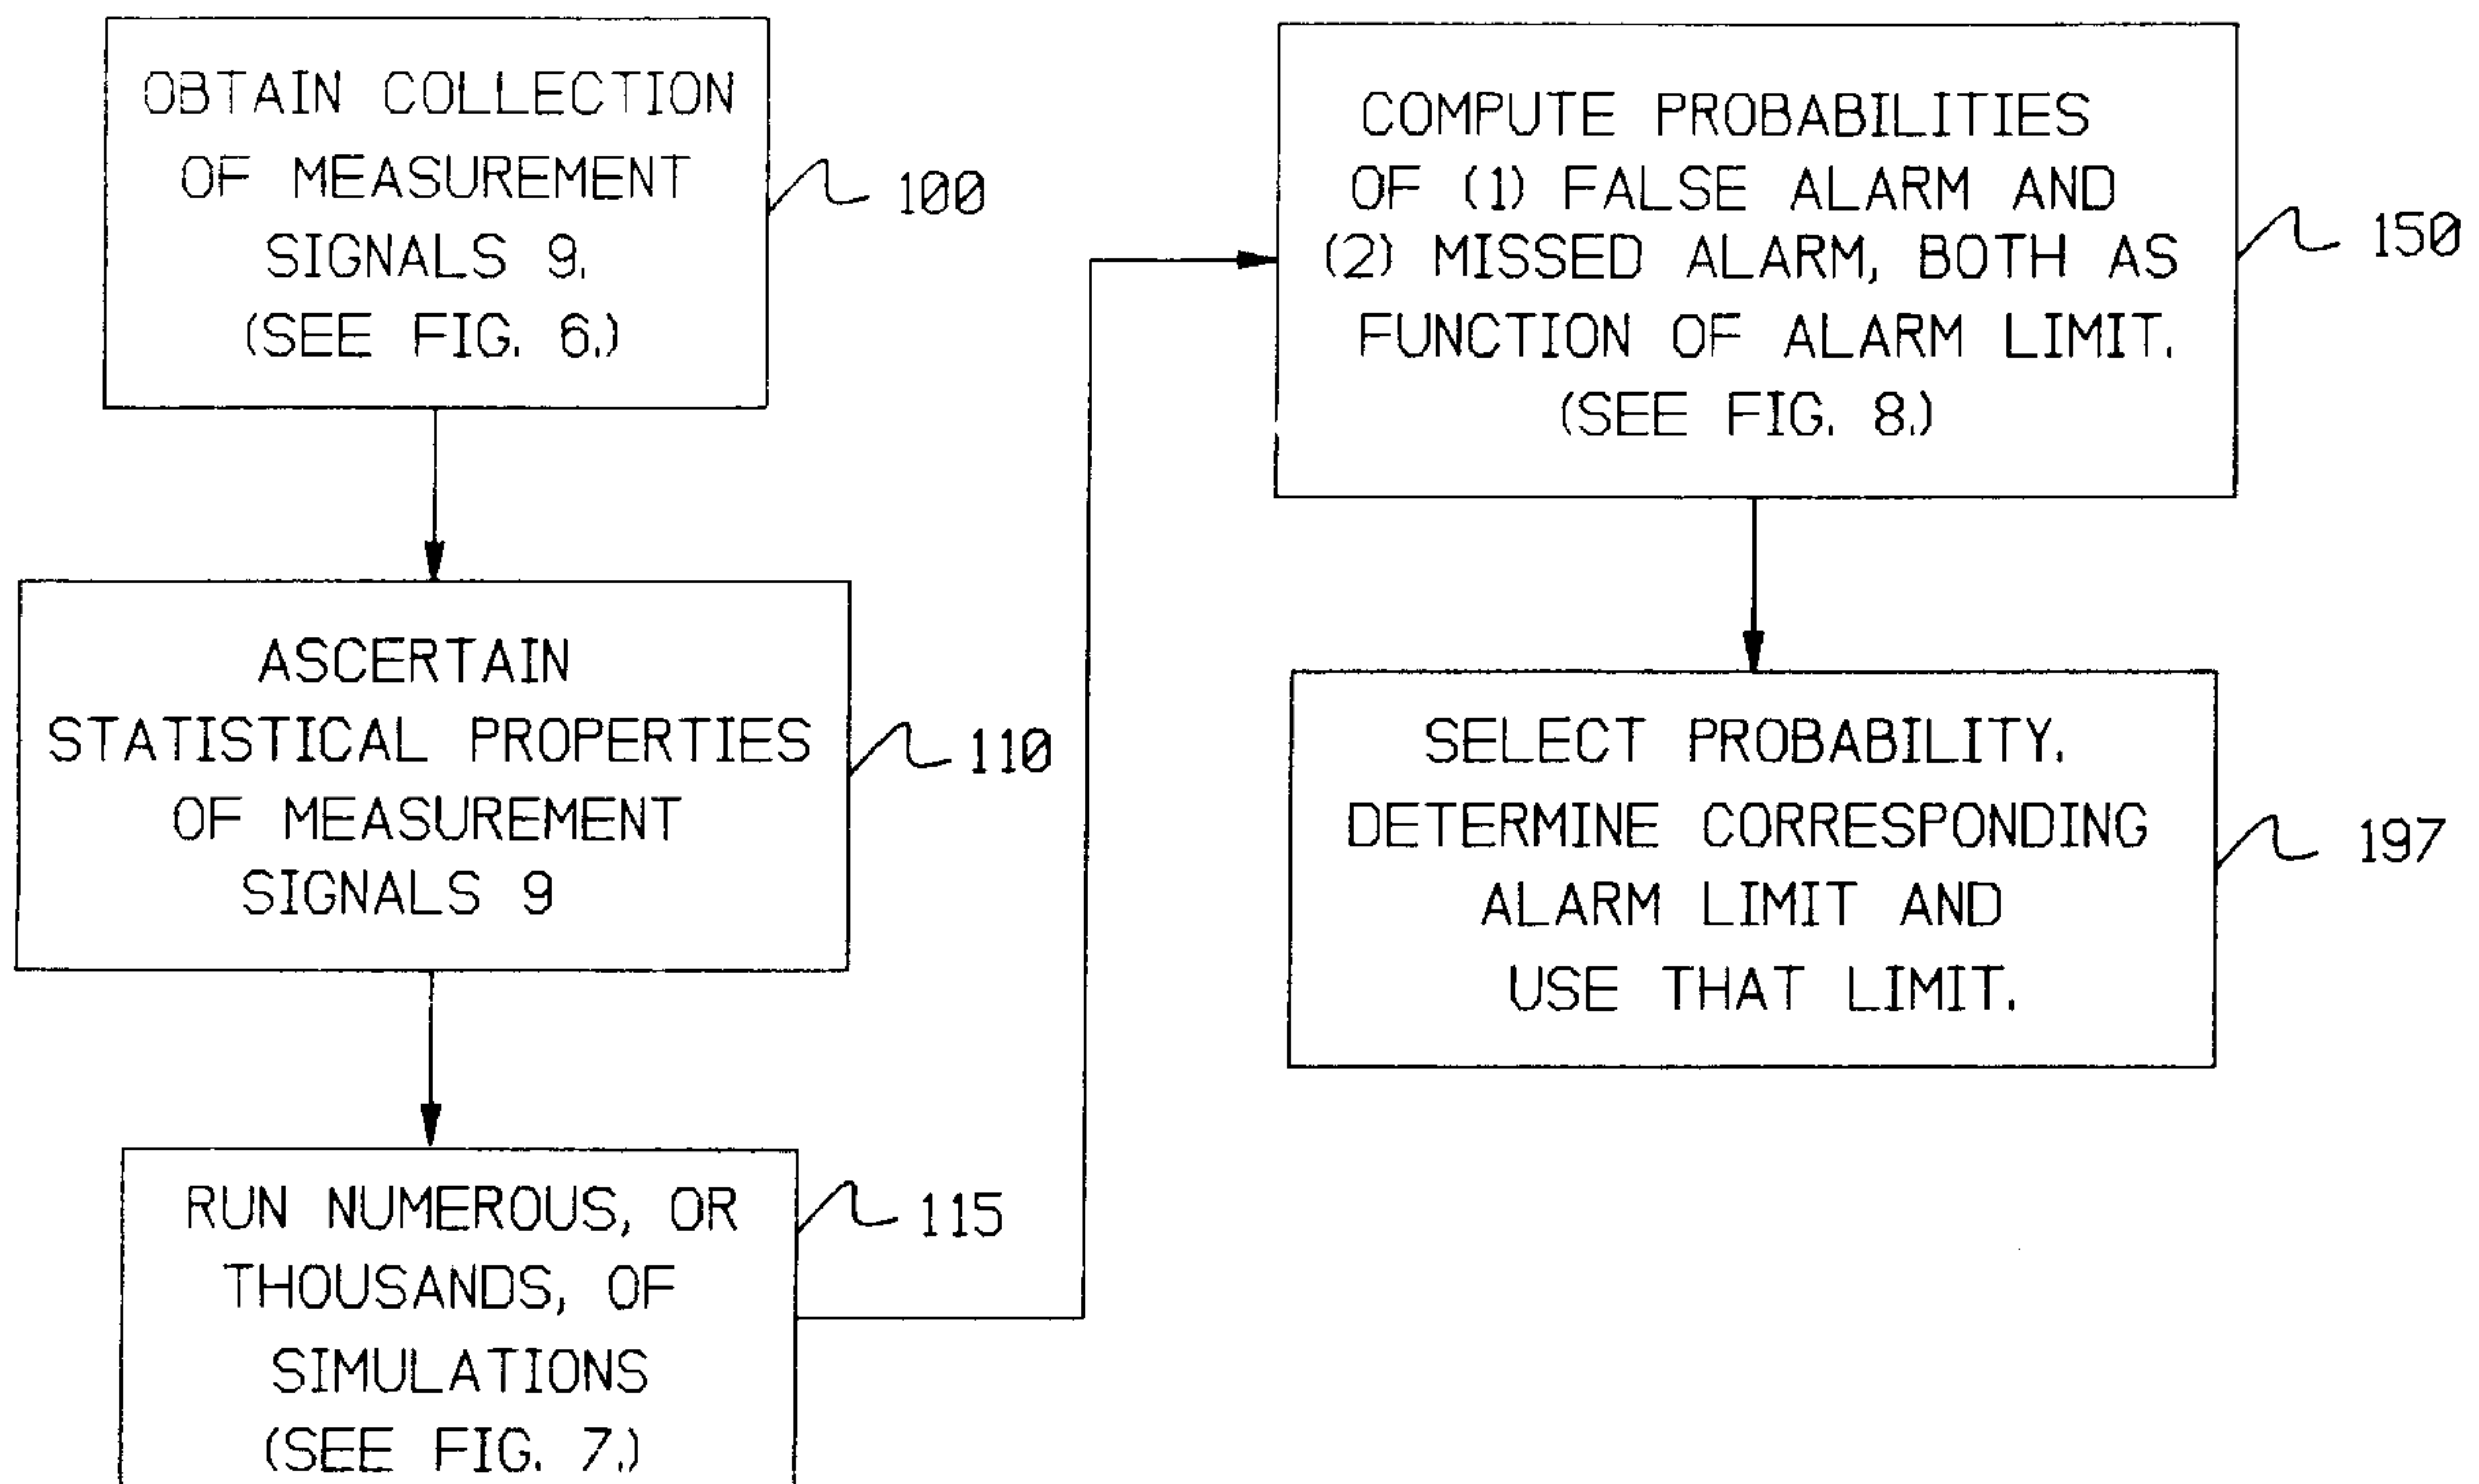 OBTAIN COLLECTION
OF MEASUREMENT
SIGNALS 9.
(SEE FIG. 6.)
100
ASCERTAIN
STATISTICAL PROPERTIES
OF MEASUREMENT
SIGNALS 9
110
RUN NUMEROUS, OR
THOUSANDS, OF
SIMULATIONS
(SEE FIG. 7.)
115
COMPUTE PROBABILITIES
OF (1) FALSE ALARM AND
(2) MISSED ALARM, BOTH AS
FUNCTION OF ALARM LIMIT.
(SEE FIG. 8.)
150
SELECT PROBABILITY.
DETERMINE CORRESPONDING
ALARM LIMIT AND
USE THAT LIMIT.
197